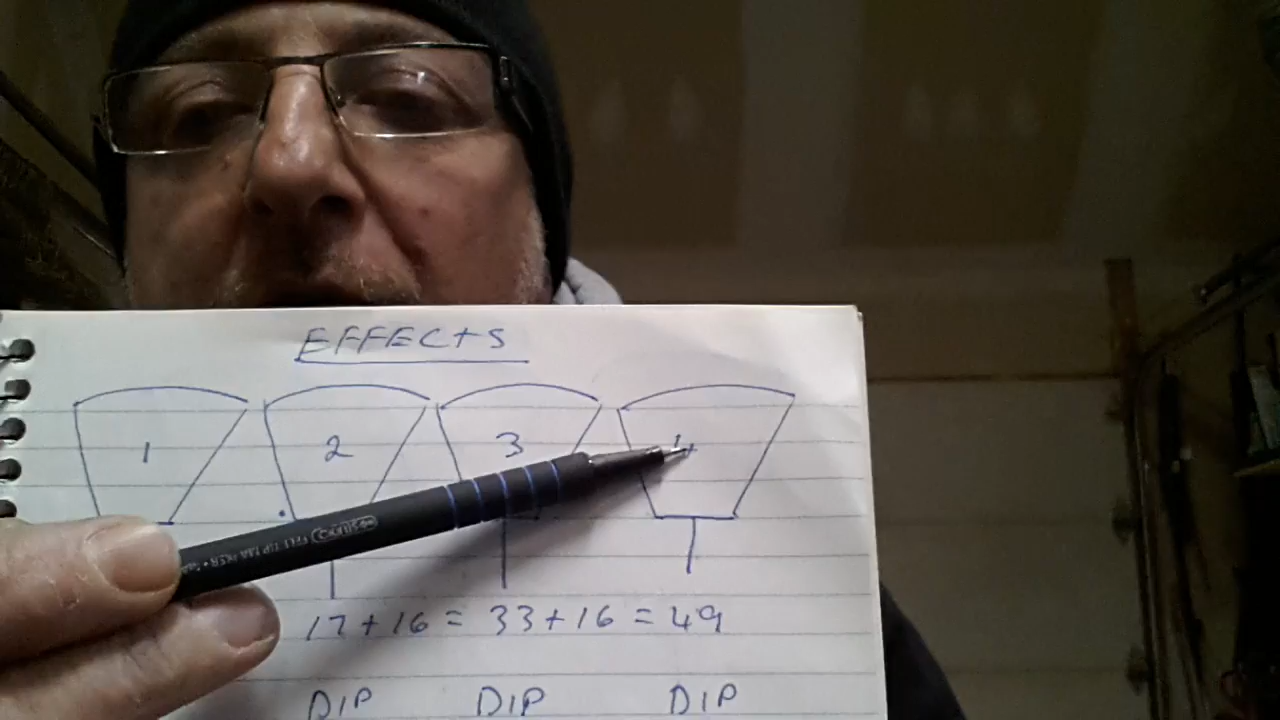 EFFECTS
1 2 3 4
17 + 16 = 33 + 16 = 49
DIP DIP DIP